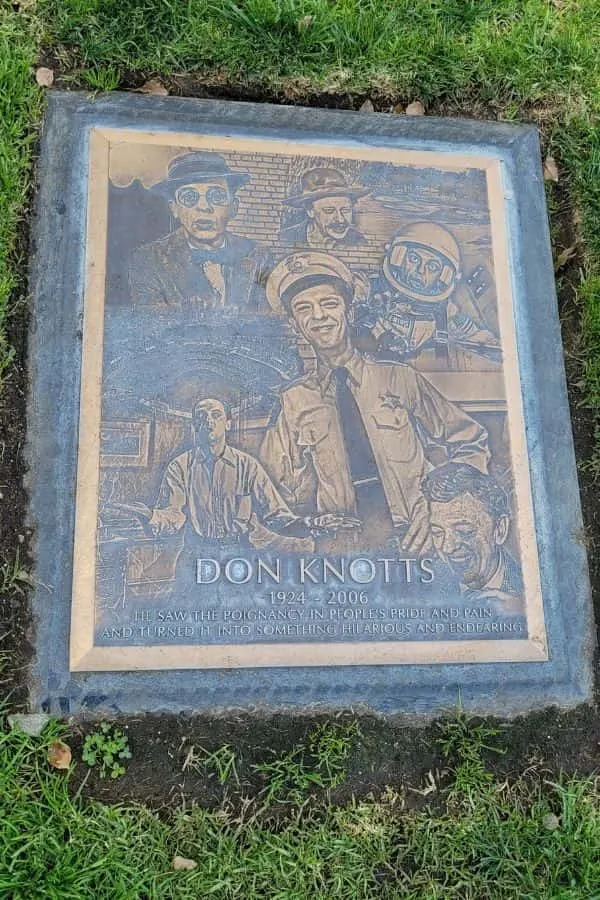 DON KNOTTS
1924 - 2006
HE SAW THE POIGNANCY IN PEOPLE'S PRIDE AND PAIN
AND TURNED IT INTO SOMETHING HILARIOUS AND ENDEARING